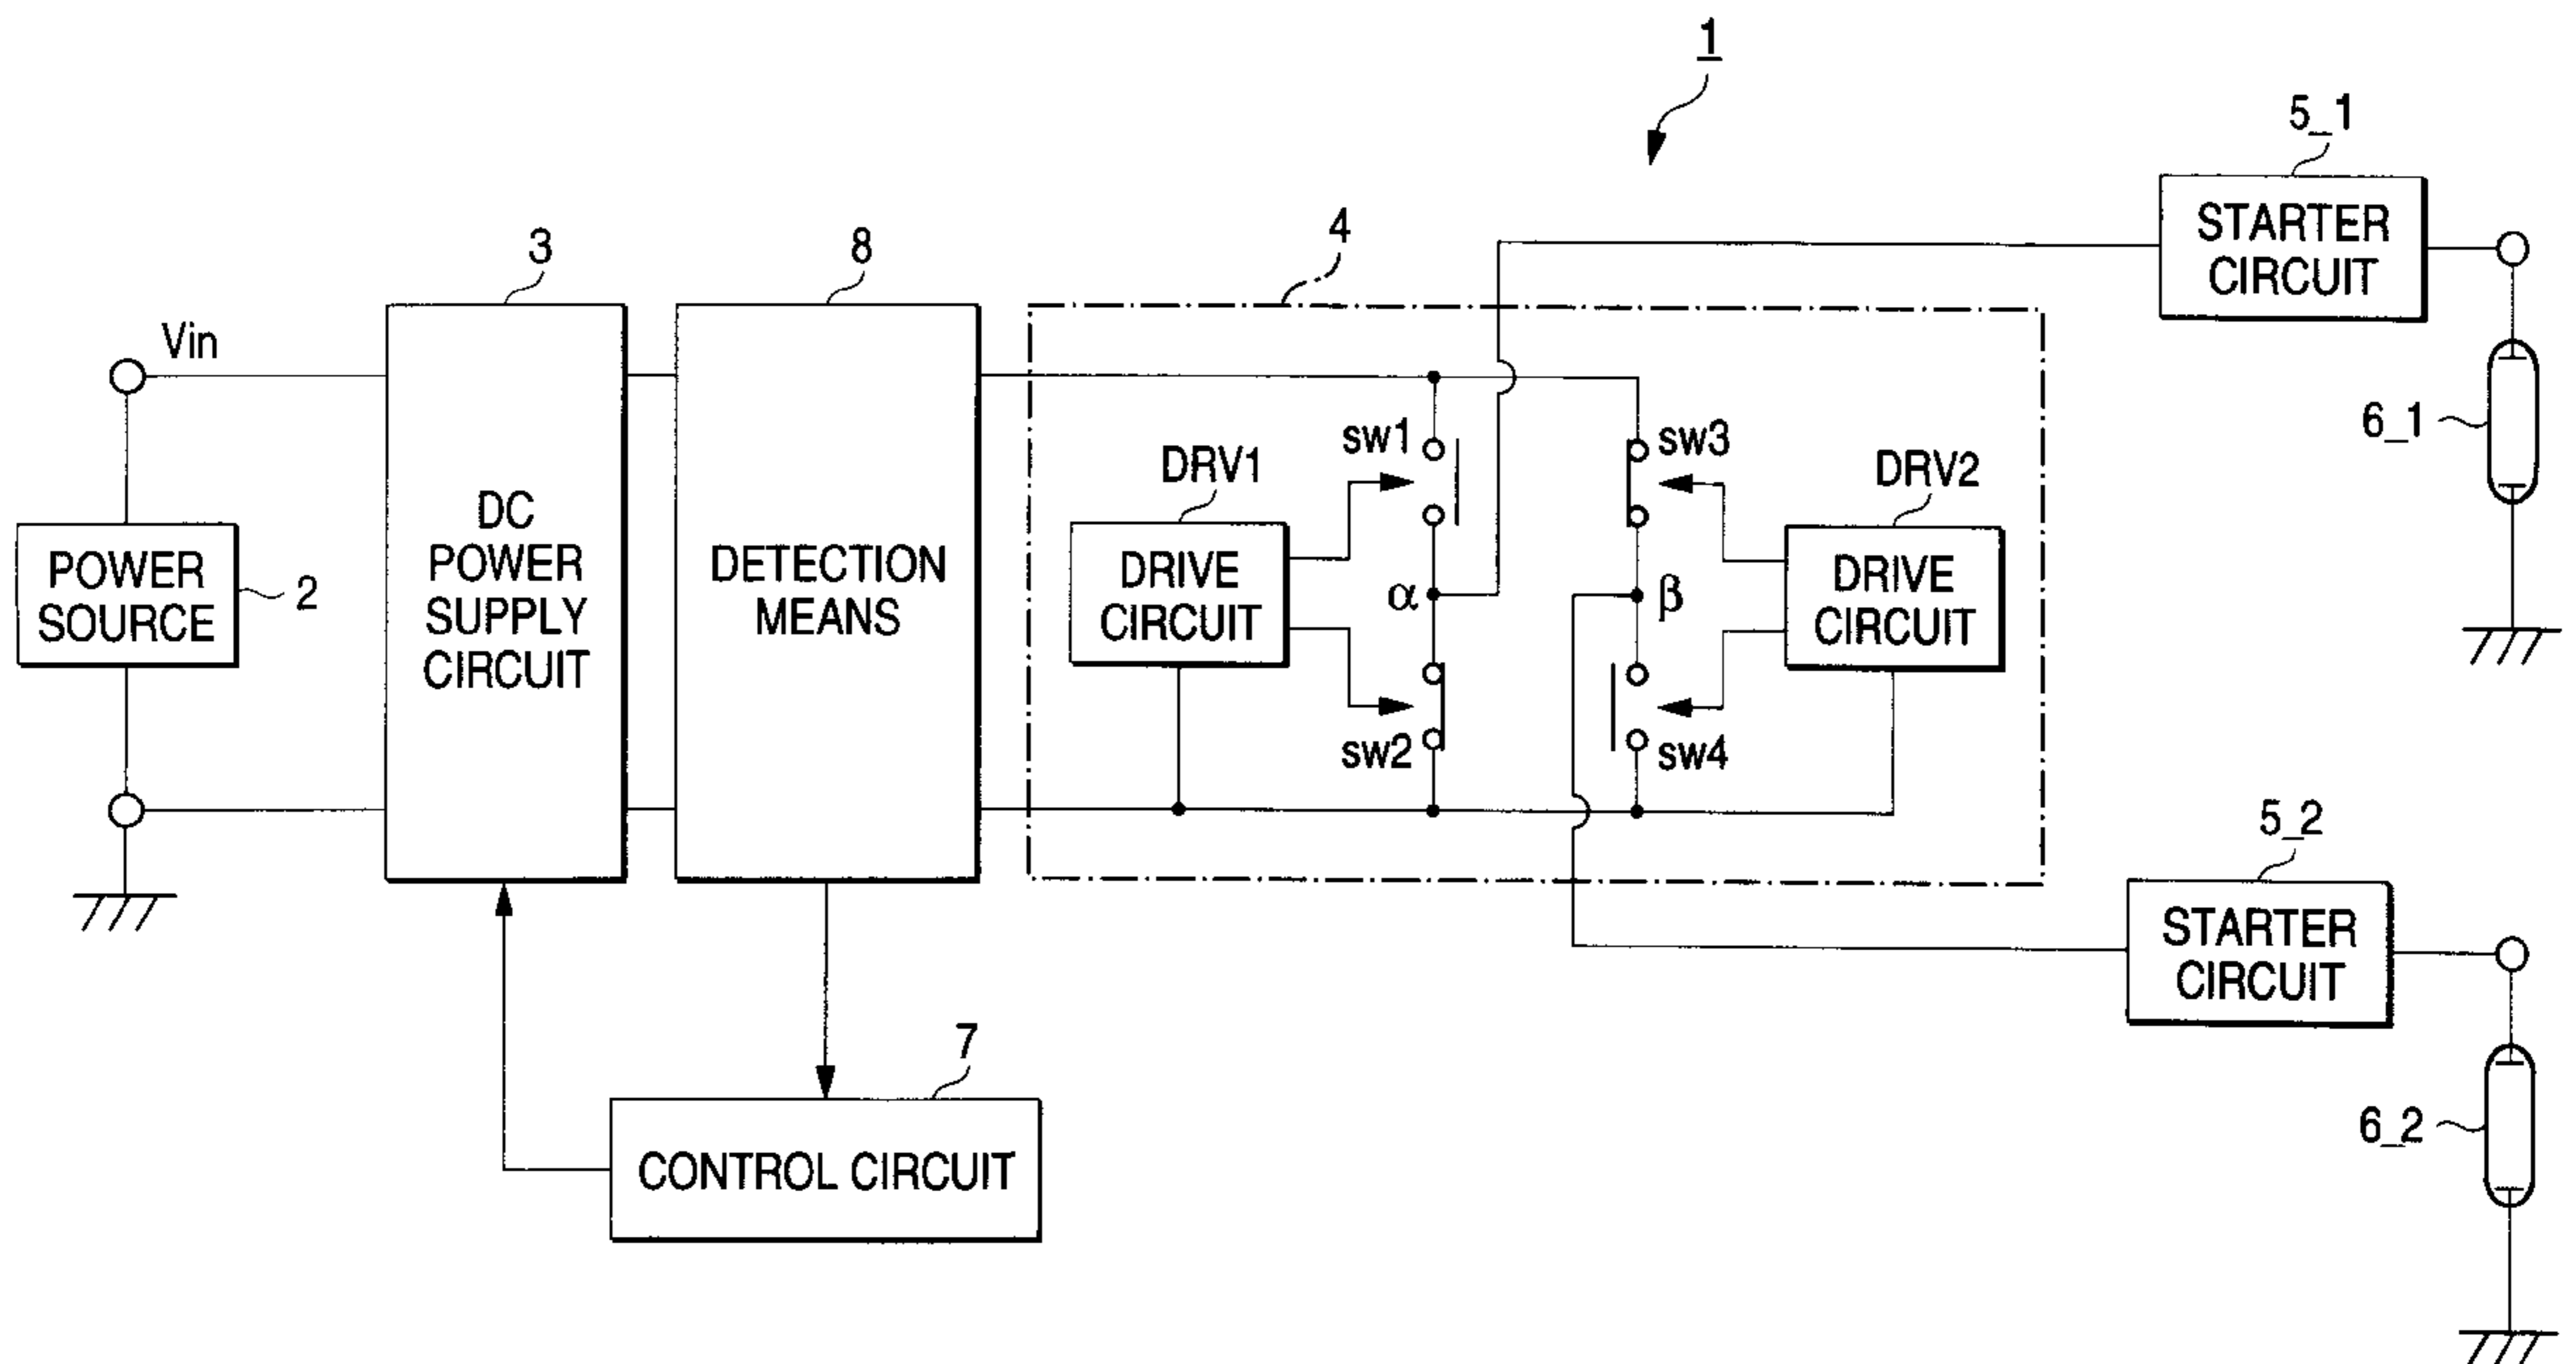 1
5_1
STARTER
CIRCUIT
3
8
4
Vin
6_1
sw1
sw3
DRV1
DRV2
DC
POWER
SUPPLY
CIRCUIT
DETECTION
MEANS
POWER
SOURCE
2
DRIVE
CIRCUIT
α
β
DRIVE
CIRCUIT
sw2
sw4
5_2
STARTER
CIRCUIT
7
CONTROL CIRCUIT
6_2